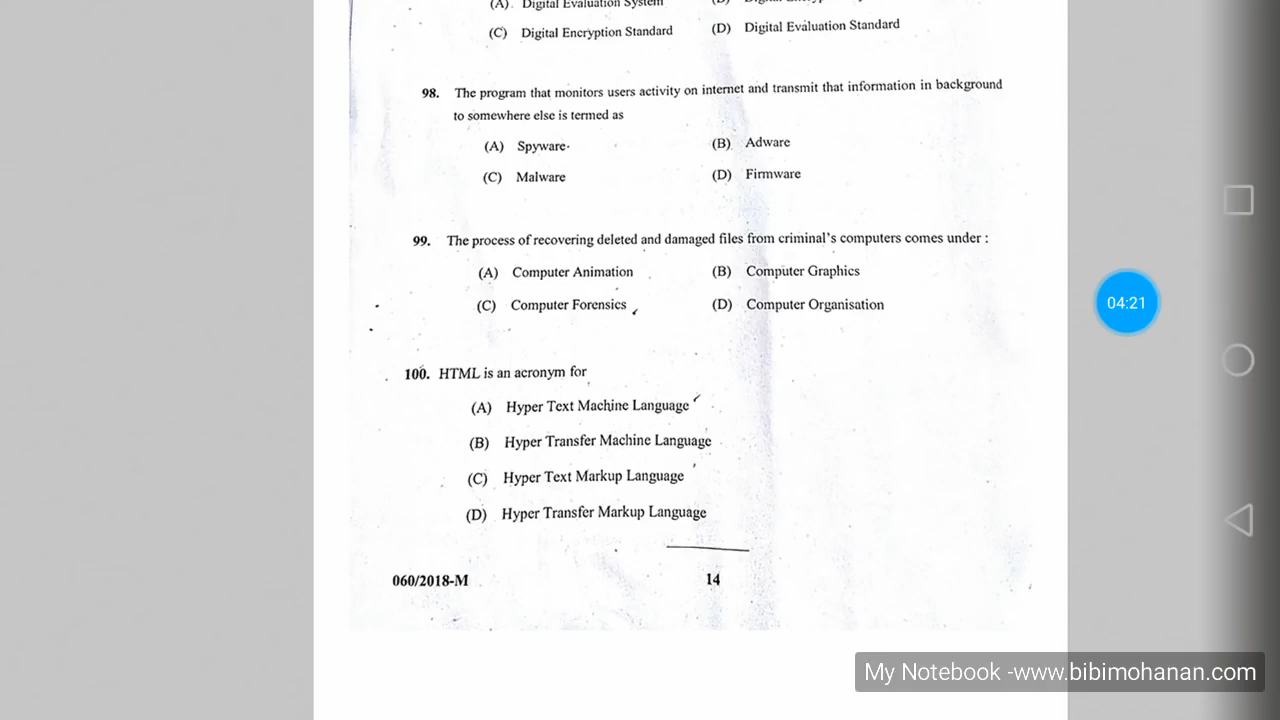 (A) Digital Evaluation System
(C) Digital Encryption Standard (D) Digital Evaluation Standard
98. The program that monitors users activity on internet and transmit that information in background
to somewhere else is termed as
(A) Spyware (B) Adware
(C) Malware (D) Firmware
99. The process of recovering deleted and damaged files from criminal's computers comes under :
(A) Computer Animation (B) Computer Graphics
(C) Computer Forensics (D) Computer Organisation
100. HTML is an acronym for
(A) Hyper Text Machine Language
(B) Hyper Transfer Machine Language
(C) Hyper Text Markup Language
(D) Hyper Transfer Markup Language
060/2018-M 14
04:21
My Notebook -www.bibimohanan.com